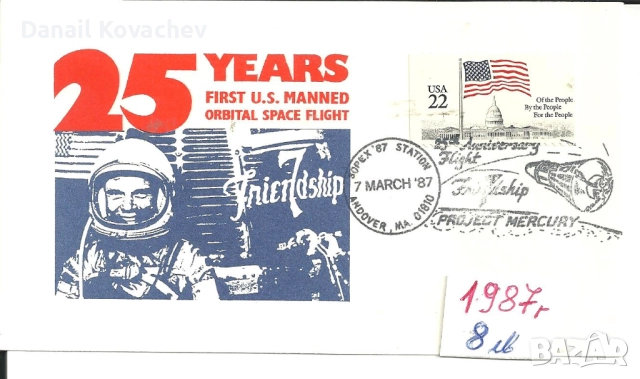 Danail Kovachev
25 YEARS
FIRST U.S. MANNED
ORBITAL SPACE FLIGHT
Friendship
7
USA
22
Of the People
By the People
For the People
SOPEX '87 STATION
7 MARCH '87
ANDOVER, MA. 01810
25th Anniversary
Flight
Friendship
PROJECT MERCURY
1987г
8 лв
BAZAR